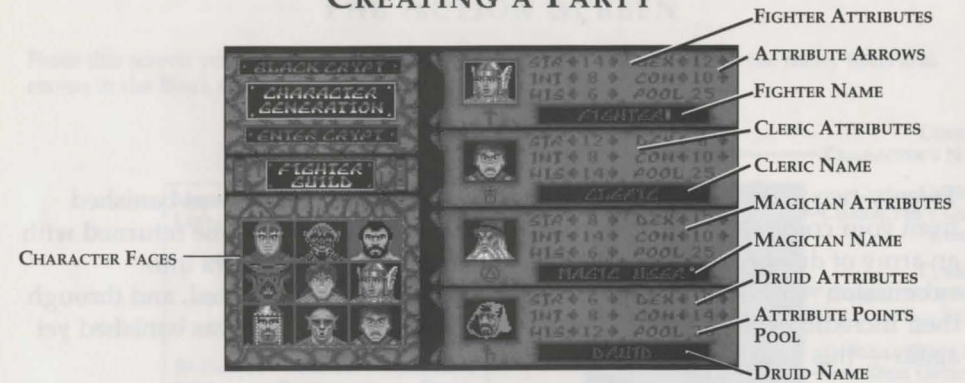 CREATING A PARTY
FIGHTER ATTRIBUTES
ATTRIBUTE ARROWS
FIGHTER NAME
CLERIC ATTRIBUTES
CLERIC NAME
MAGICIAN ATTRIBUTES
MAGICIAN NAME
DRUID ATTRIBUTES
ATTRIBUTE POINTS
POOL
DRUID NAME
CHARACTER FACES
BLACK CRYPT
CHARACTER
GENERATION
ENTER CRYPT
FIGHTER
GUILD
STR 14 DEX 12
INT 8 CON 10
WIS 6 POOL 25
FIGHTER
STR 12 DEX
INT 8 CON 10
WIS 14 POOL 25
CLERIC
STR 8 DEX
INT 14 CON 10
WIS 6 POOL 25
MAGIC USER
STR 6 DEX
INT 8 CON 14
WIS 12 POOL
DRUID